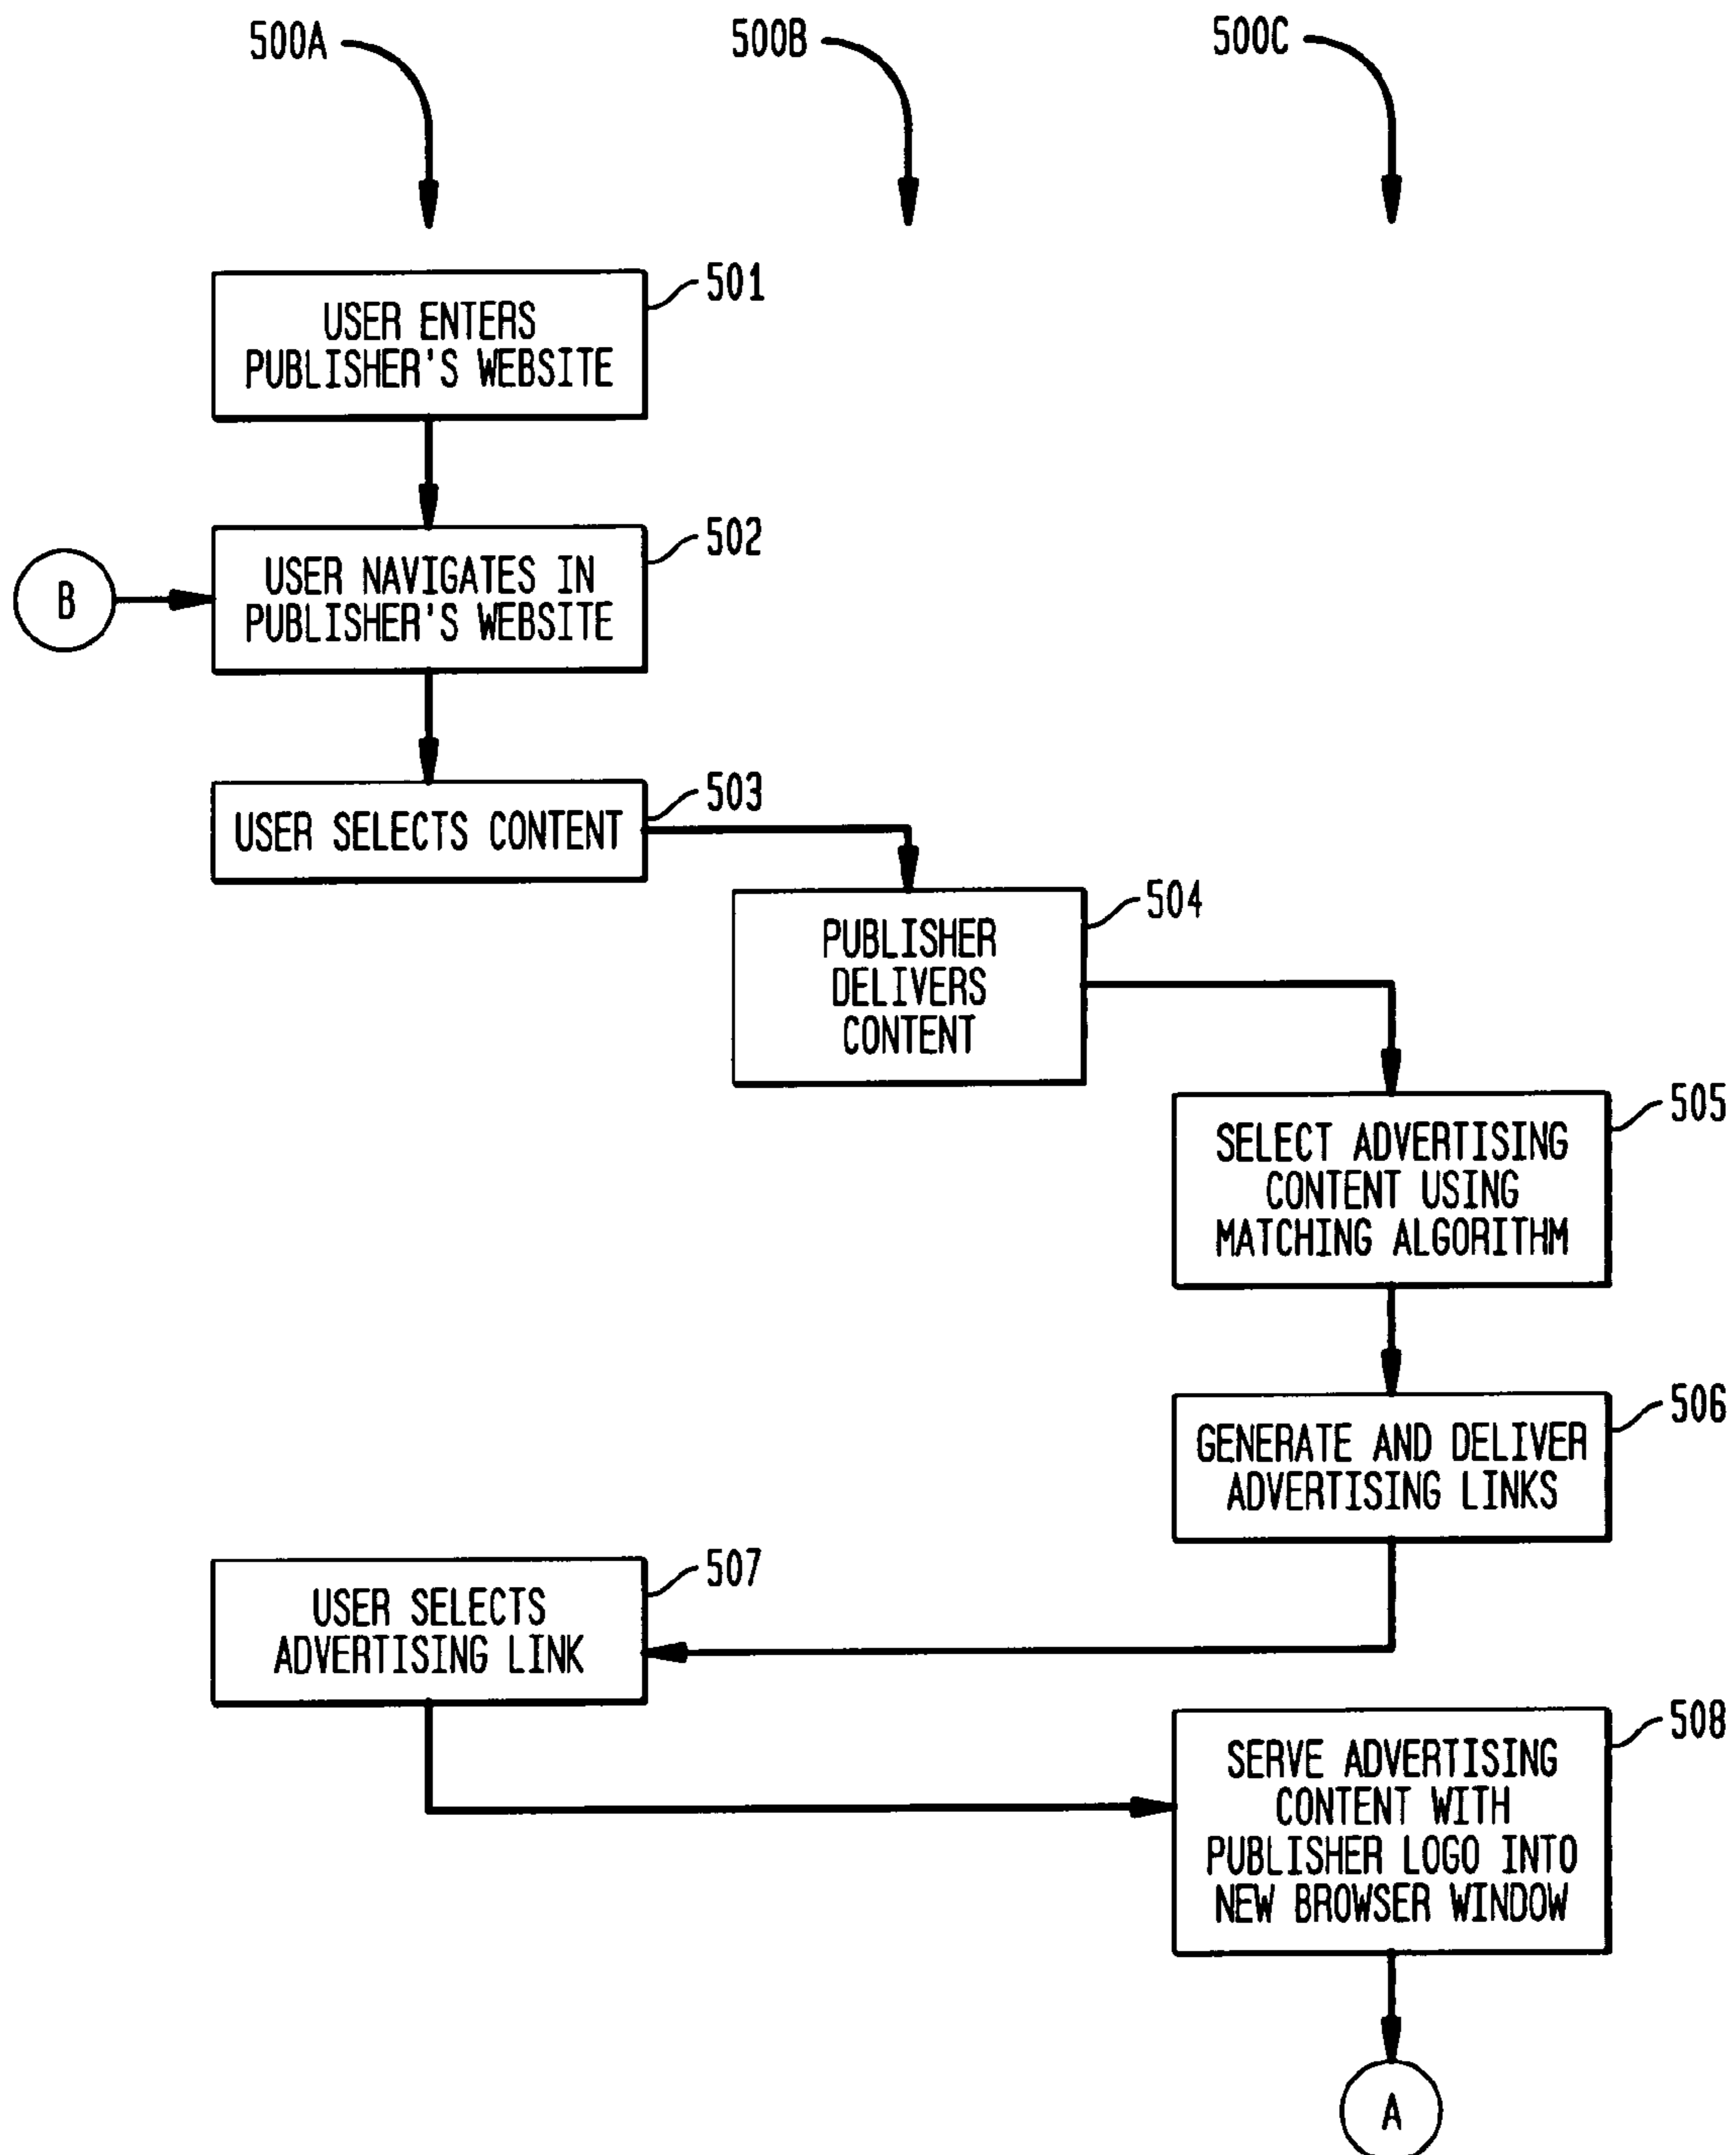 500A
500B
500C
501
USER ENTERS
PUBLISHER'S WEBSITE
502
B
USER NAVIGATES IN
PUBLISHER'S WEBSITE
503
USER SELECTS CONTENT
504
PUBLISHER
DELIVERS
CONTENT
505
SELECT ADVERTISING
CONTENT USING
MATCHING ALGORITHM
506
GENERATE AND DELIVER
ADVERTISING LINKS
507
USER SELECTS
ADVERTISING LINK
508
SERVE ADVERTISING
CONTENT WITH
PUBLISHER LOGO INTO
NEW BROWSER WINDOW
A